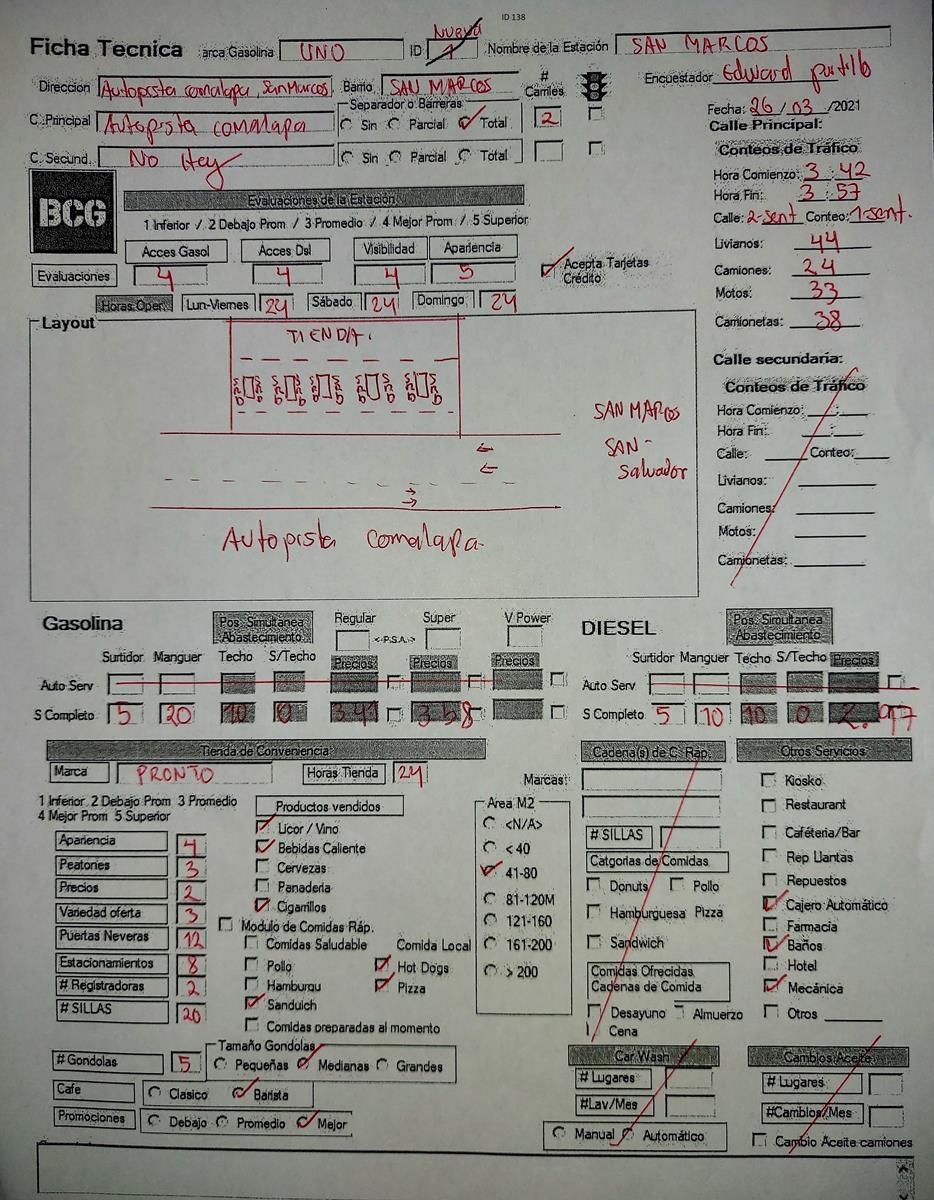 ID 138
NUEVO
Ficha Tecnica arca Gasolina UNO ID 1 Nombre de la Estación SAN MARCOS
Direccion Autopista comalapa, San Marcos Barrio SAN MARCOS # Carriles Encuestador Edward portillo
Separador o Barreras
C. Principal Autopista comalapa Sin Parcial Total 2
Fecha: 26 / 03 /2021
Calle Principal:
C. Secund. No Hay Sin Parcial Total
Conteos de Tráfico
Hora Comienzo: 3 : 42
Hora Fin: 3 : 57
Calle: 2-sent Conteo: 1-sent.
Livianos: 44
Camiones: 24
Motos: 33
Camionetas: 38
BCG
Evaluaciones de la Estación
1 Inferior / 2 Debajo Prom / 3 Promedio / 4 Mejor Prom / 5 Superior
Acces Gasol Acces Dsl Visibilidad Apariencia
Evaluaciones 4 4 4 5
Acepta Tarjetas Crédito
Horas Oper. Lun-Viernes 24 Sábado 24 Domingo 24
Layout
TIENDA.
SAN MARCOS
SAN-
Salvador
Autopista comalapa
Calle secundaria:
Conteos de Tráfico
Hora Comienzo: :
Hora Fin: :
Calle: Conteo:
Livianos:
Camiones:
Motos:
Camionetas:
Gasolina Pos. Simultanea Abastecimiento Regular <-P.S.A.-> Super V Power
Surtidor Manguer Techo S/Techo Precios Precios Precios
Auto Serv
S Completo 5 20 10 0 3.41 3.58
DIESEL Pos. Simultanea Abastecimiento
Surtidor Manguer Techo S/Techo Precios
Auto Serv
S Completo 5 10 10 0 2.97
Tienda de Conveniencia
Marca PRONTO Horas Tienda 24
1 Inferior 2 Debajo Prom 3 Promedio
4 Mejor Prom 5 Superior
Apariencia 4
Peatones 3
Precios 2
Variedad oferta 3
Puertas Neveras 12
Estacionamientos 8
# Registradoras 2
# SILLAS 20
Productos vendidos
Licor / Vino
Bebidas Caliente
Cervezas
Panaderia
Cigarrillos
Modulo de Comidas Ráp.
Comidas Saludable Comida Local
Pollo Hot Dogs
Hamburgu Pizza
Sanduich
Comidas preparadas al momento
Area M2
<N/A>
< 40
41-80
81-120M
121-160
161-200
> 200
# Gondolas 5 Tamaño Gondolas Pequeñas Medianas Grandes
Cafe Clasico Barista
Promociones Debajo Promedio Mejor
Cadena(s) de C. Rap.
Marcas:
# SILLAS
Catgorias de Comidas
Donuts Pollo
Hamburguesa Pizza
Sandwich
Comidas Ofrecidas
Cadenas de Comida
Desayuno Almuerzo
Cena
Otros Servicios
Kiosko
Restaurant
Caféteria/Bar
Rep Llantas
Repuestos
Cajero Automático
Farmacia
Baños
Hotel
Mecánica
Otros
Car Wash
# Lugares
#Lav/Mes
Manual Automático
Cambios Aceite
# Lugares
#Cambios/Mes
Cambio Aceite camiones